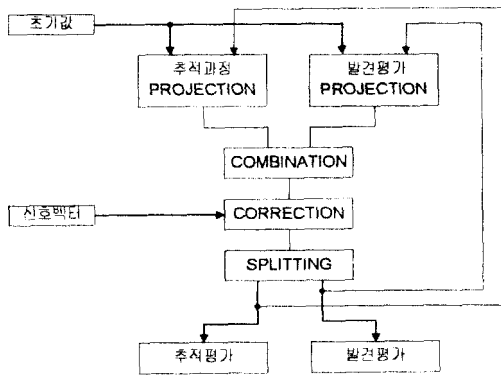 초기값
추적과정
PROJECTION
발견평가
PROJECTION
COMBINATION
신호벡터
CORRECTION
SPLITTING
추적평가
발견평가